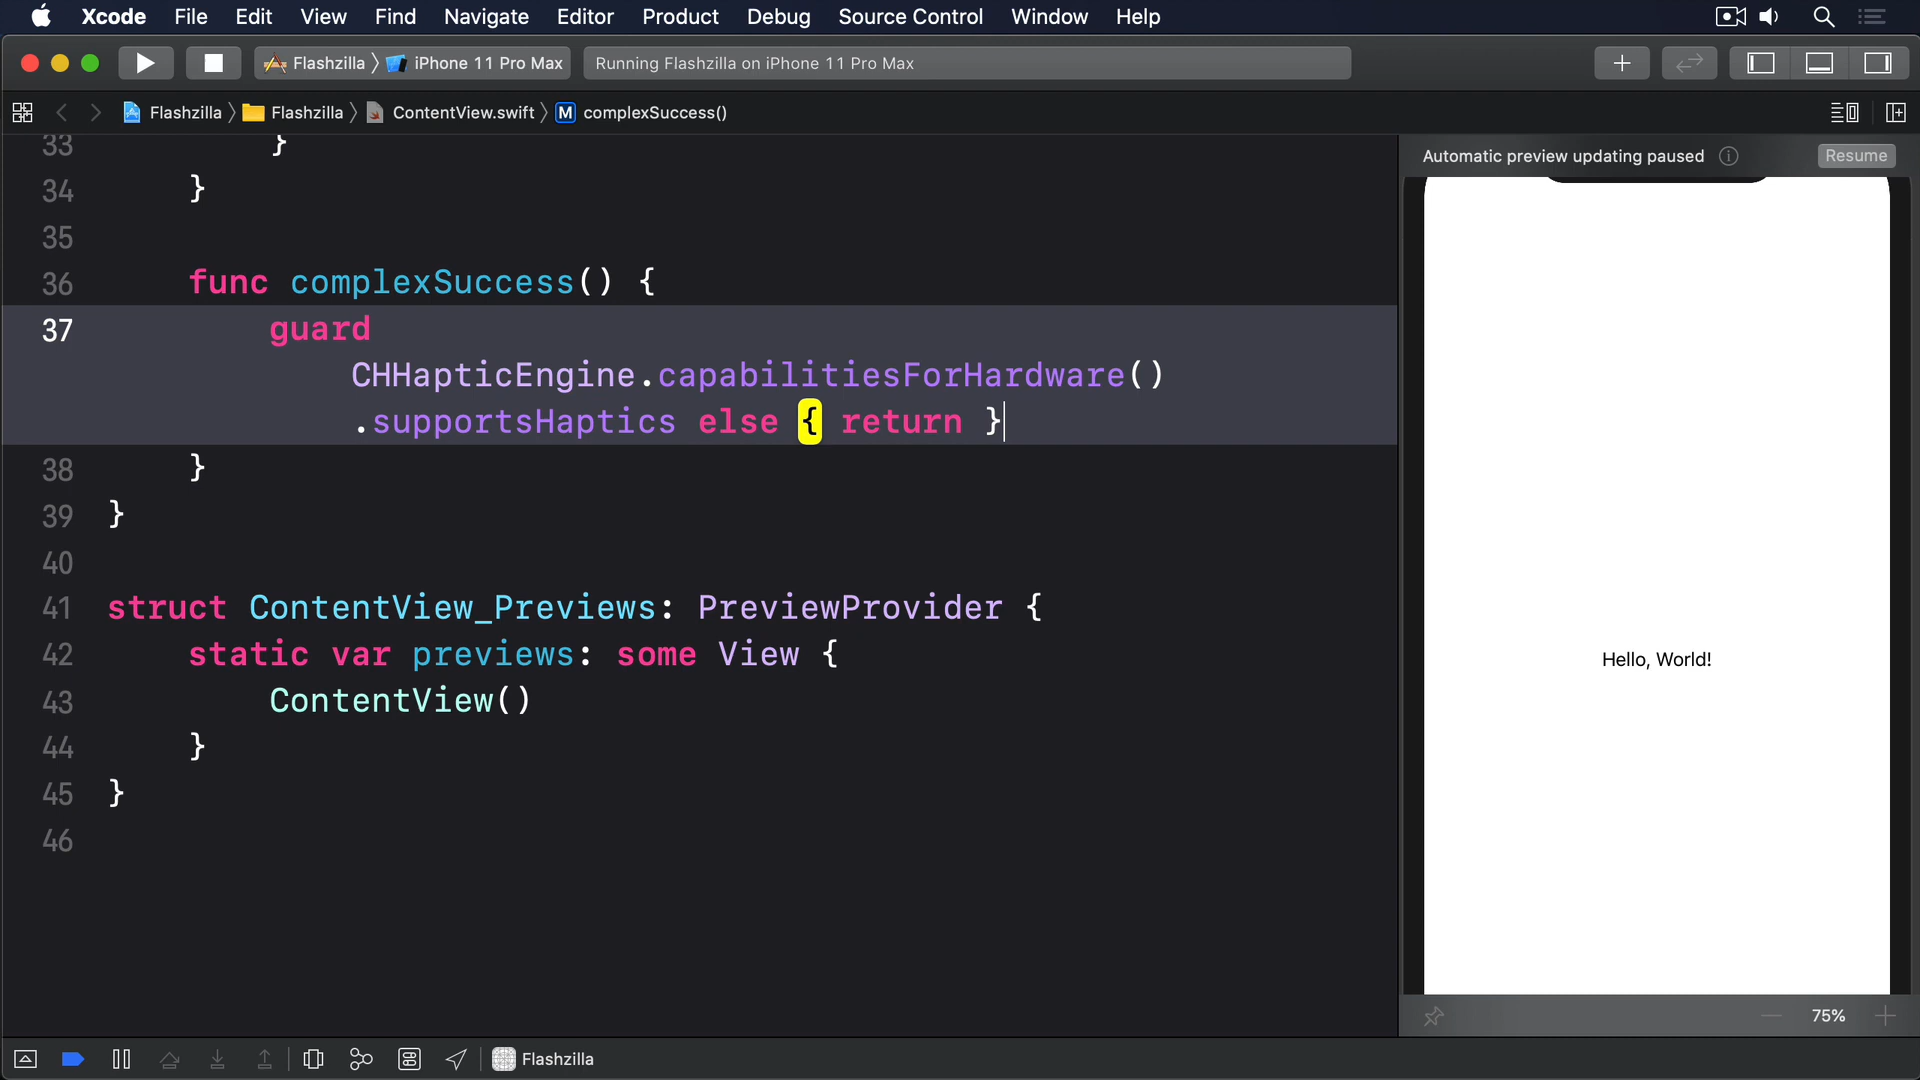 Xcode File Edit View Find Navigate Editor Product Debug Source Control Window Help
Flashzilla iPhone 11 Pro Max Running Flashzilla on iPhone 11 Pro Max
Flashzilla Flashzilla ContentView.swift M complexSuccess()
Automatic preview updating paused Resume
33 }
34 }
35
36 func complexSuccess() {
37 guard
CHHapticEngine.capabilitiesForHardware()
.supportsHaptics else { return }
38 }
39 }
40
41 struct ContentView_Previews: PreviewProvider {
42 static var previews: some View {
43 ContentView()
44 }
45 }
46
Hello, World!
75%
Flashzilla